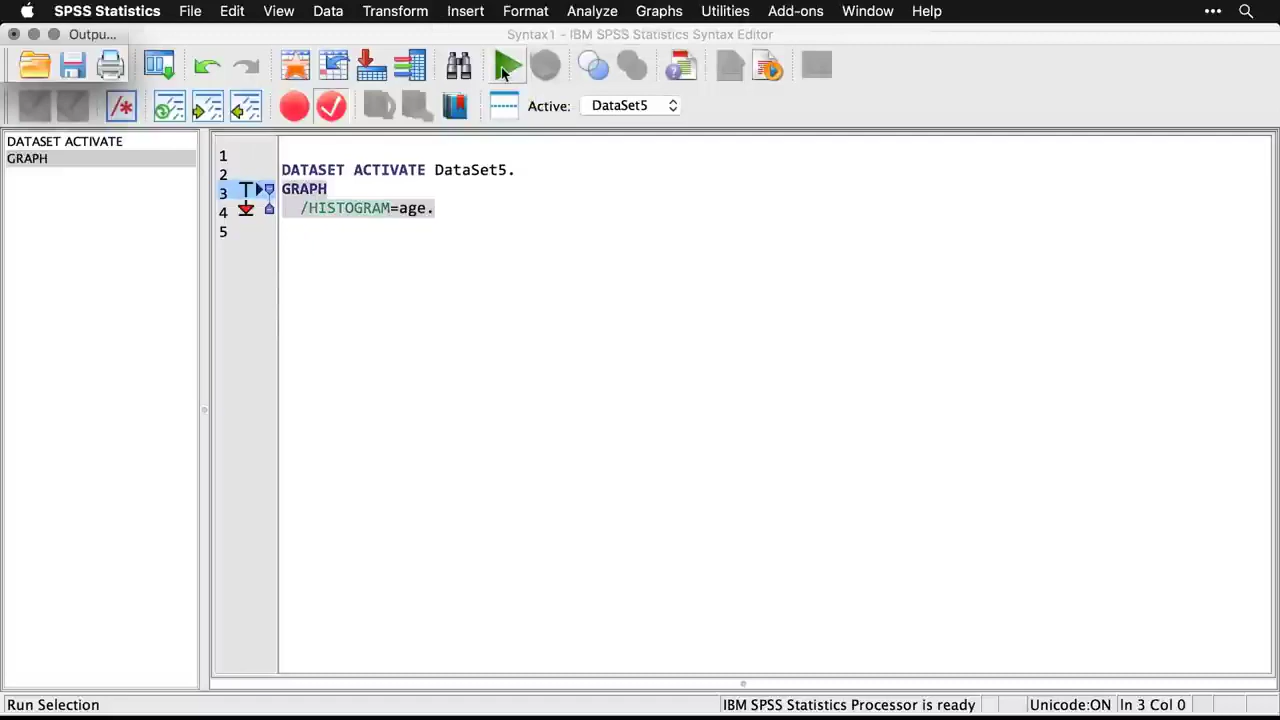 SPSS Statistics File Edit View Data Transform Insert Format Analyze Graphs Utilities Add-ons Window Help
Outpu... Syntax1 - IBM SPSS Statistics Syntax Editor
Active: DataSet5
DATASET ACTIVATE
GRAPH
1
2 DATASET ACTIVATE DataSet5.
3 GRAPH
4 /HISTOGRAM=age.
5
Run Selection IBM SPSS Statistics Processor is ready Unicode:ON In 3 Col 0